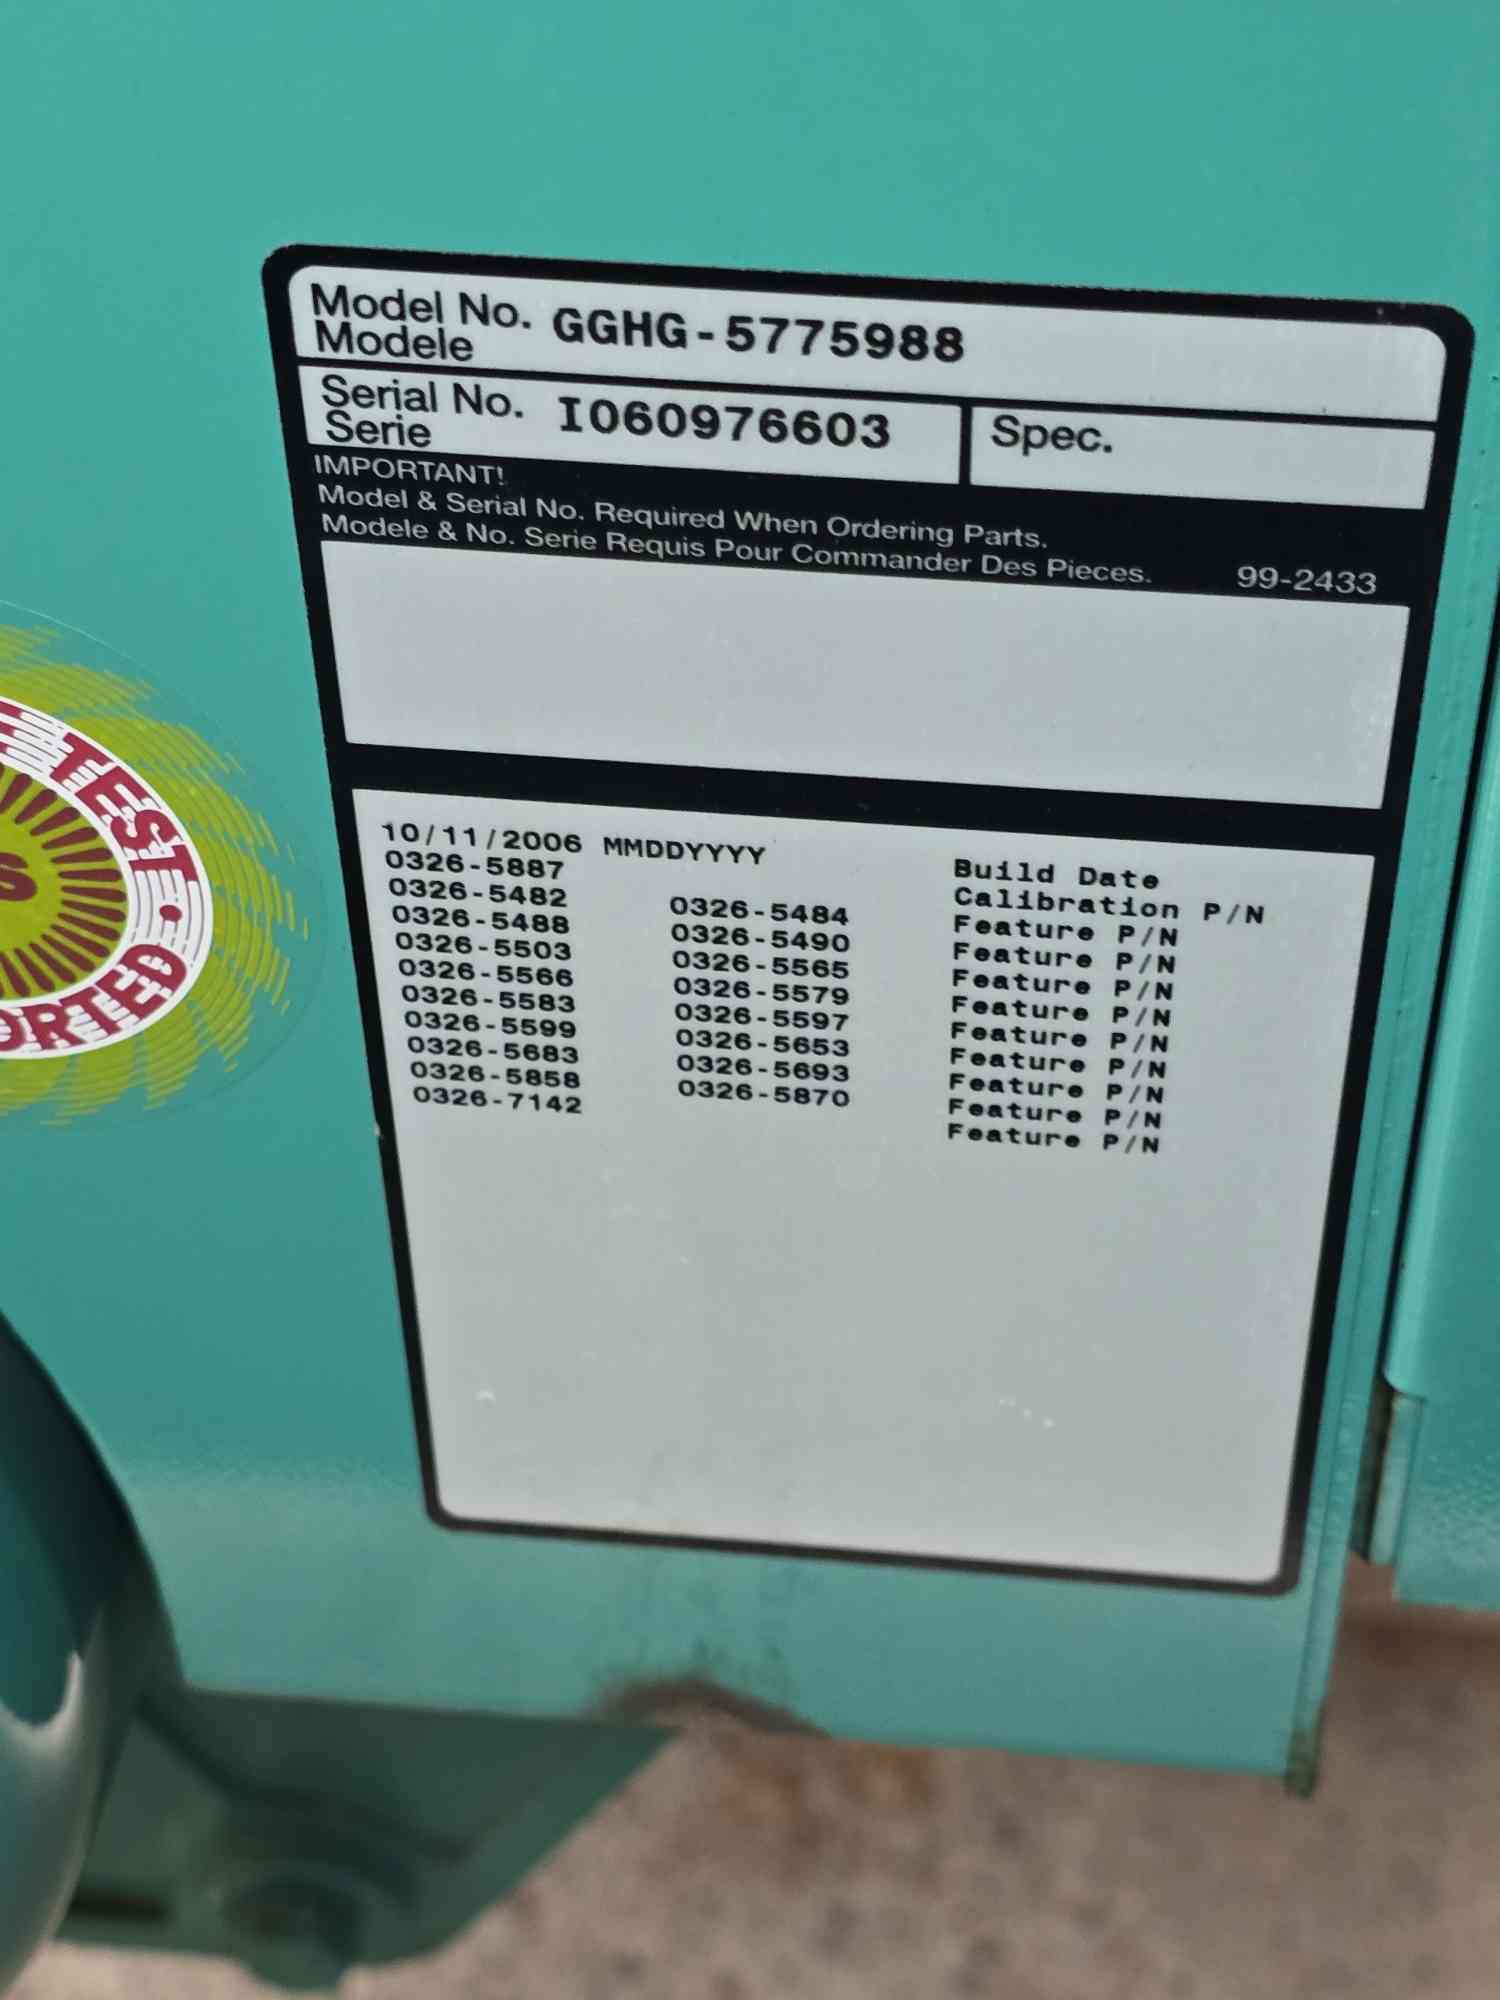 Model No. GGHG-5775988
Modele
Serial No. I060976603
Serie
Spec.
IMPORTANT!
Model & Serial No. Required When Ordering Parts.
Modele & No. Serie Requis Pour Commander Des Pieces. 99-2433
10/11/2006 MMDDYYYY Build Date
0326-5887 Calibration P/N
0326-5482 0326-5484 Feature P/N
0326-5488 0326-5490 Feature P/N
0326-5503 0326-5565 Feature P/N
0326-5566 0326-5579 Feature P/N
0326-5583 0326-5597 Feature P/N
0326-5599 0326-5653 Feature P/N
0326-5683 0326-5693 Feature P/N
0326-5858 0326-5870 Feature P/N
0326-7142 Feature P/N
TEST